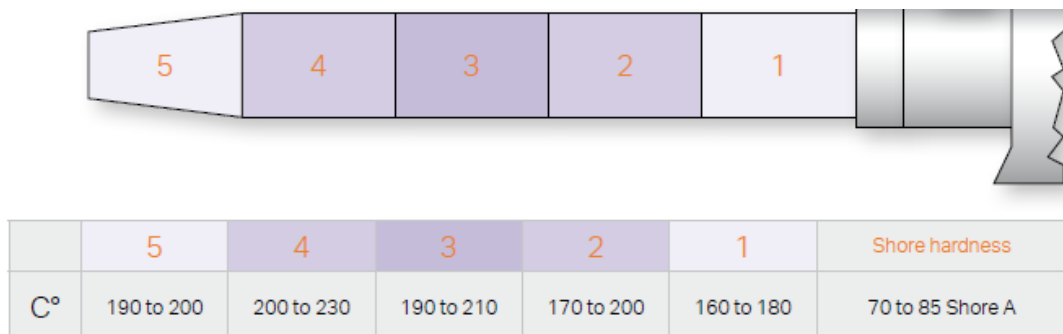 5 4 3 2 1
5 4 3 2 1 Shore hardness
C° 190 to 200 200 to 230 190 to 210 170 to 200 160 to 180 70 to 85 Shore A